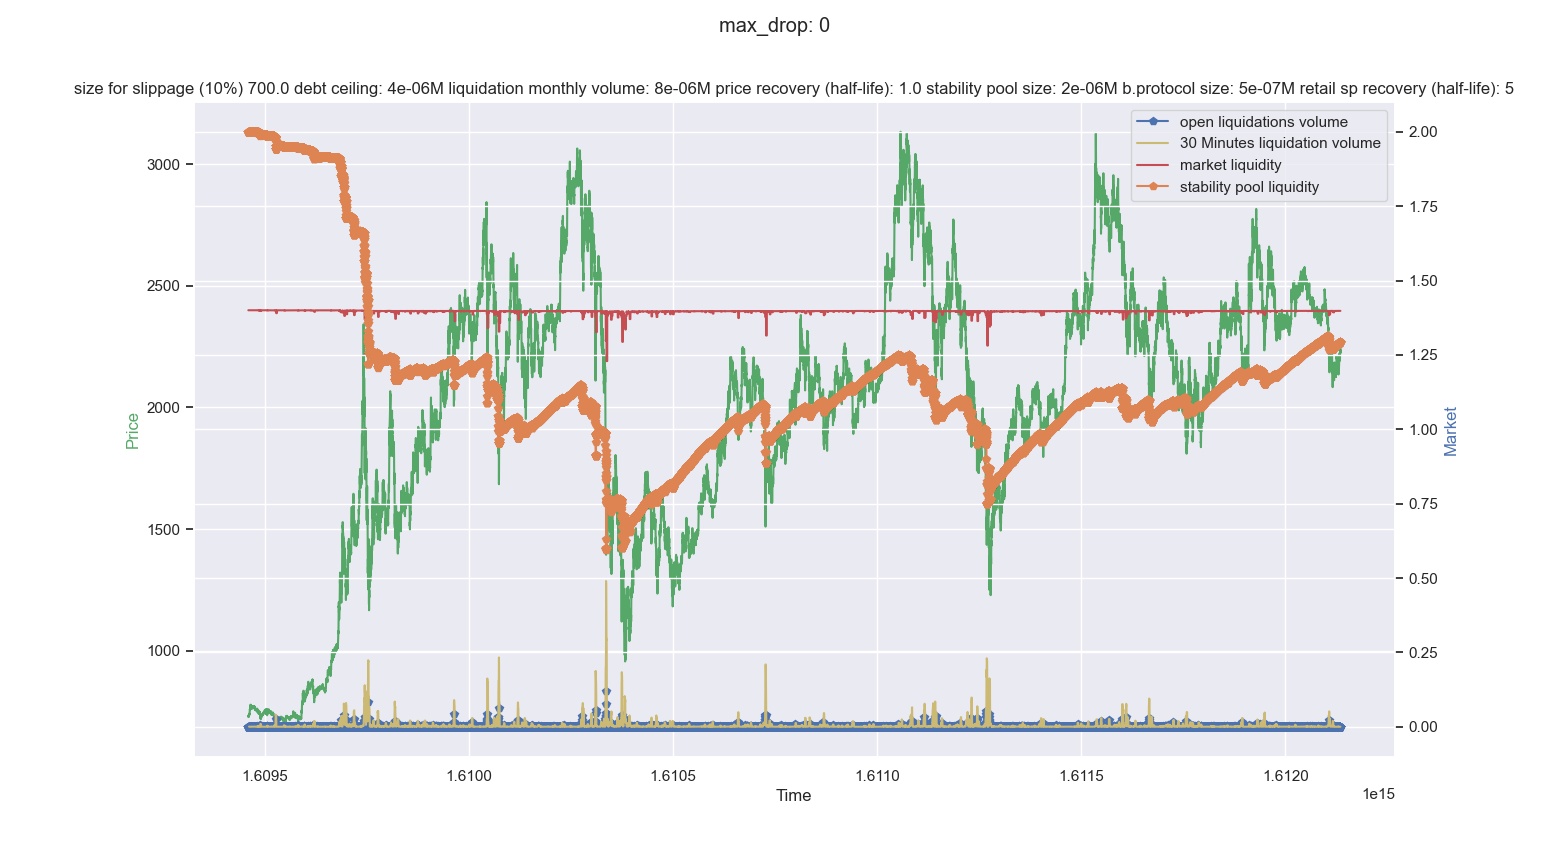 max_drop: 0
size for slippage (10%) 700.0 debt ceiling: 4e-06M liquidation monthly volume: 8e-06M price recovery (half-life): 1.0 stability pool size: 2e-06M b.protocol size: 5e-07M retail sp recovery (half-life): 5
open liquidations volume
30 Minutes liquidation volume
market liquidity
stability pool liquidity
3000
2500
2000
1500
1000
Price
2.00
1.75
1.50
1.25
1.00
0.75
0.50
0.25
0.00
Market
1.6095 1.6100 1.6105 1.6110 1.6115 1.6120
1e15
Time